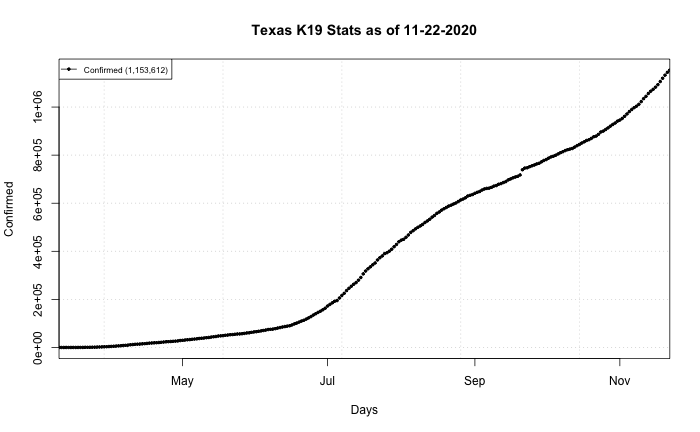 Texas K19 Stats as of 11-22-2020
Confirmed (1,153,612)
Confirmed
1e+06
8e+05
6e+05
4e+05
2e+05
0e+00
May Jul Sep Nov
Days